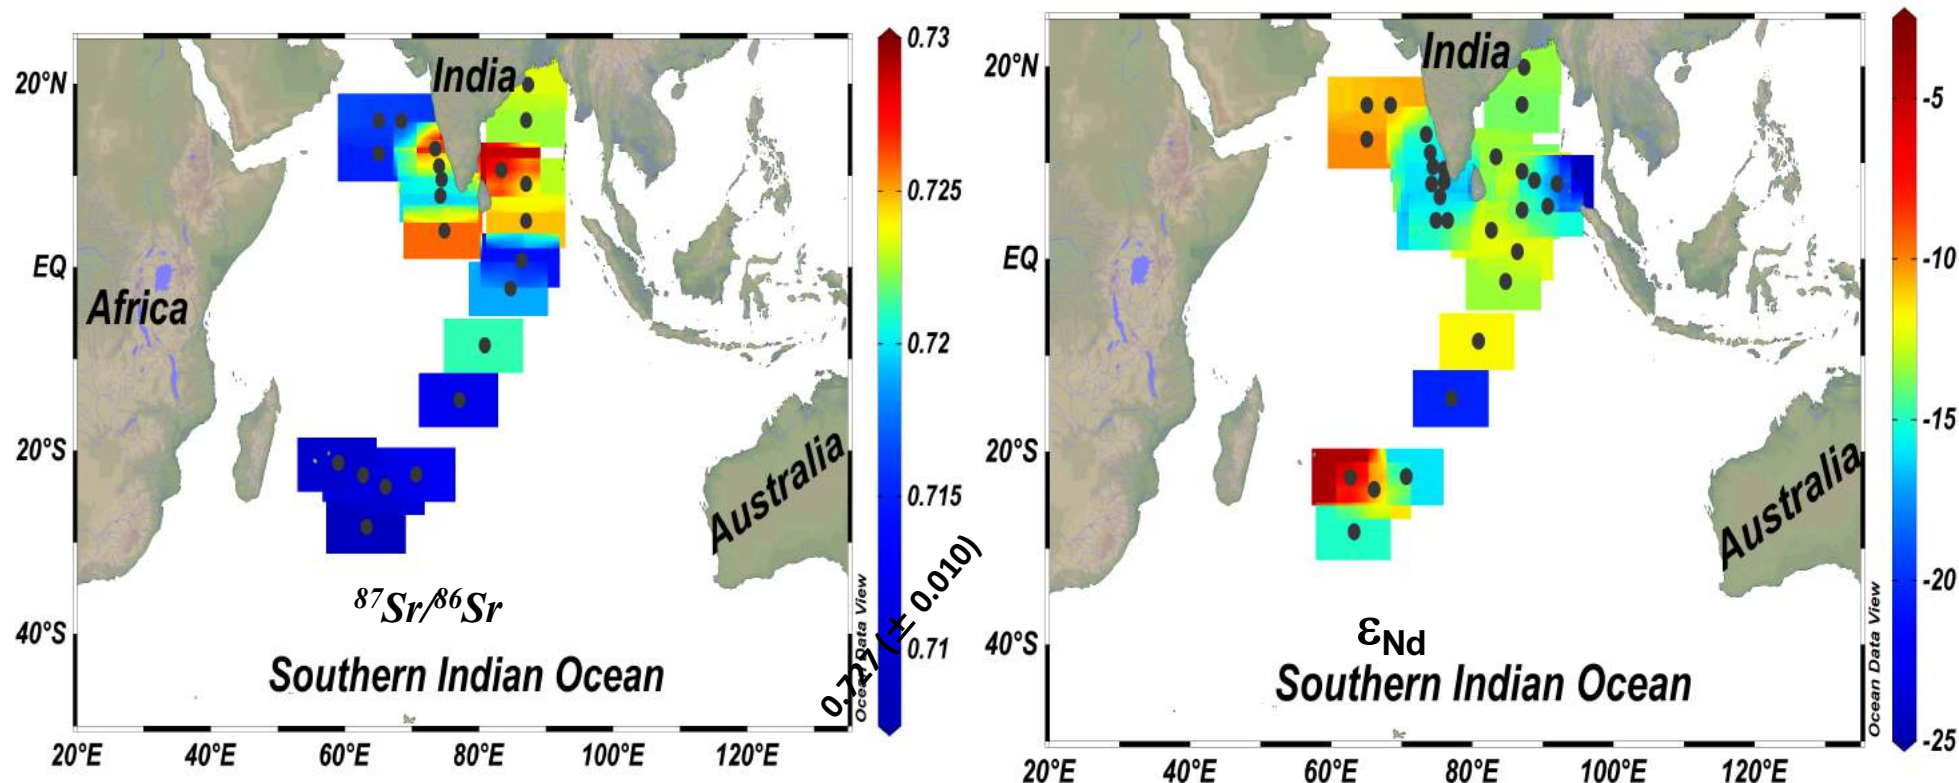 India
Africa
Australia
⁸⁷Sr/⁸⁶Sr
Southern Indian Ocean
20°N
EQ
20°S
40°S
20°E
40°E
60°E
80°E
100°E
120°E
Ocean Data View
0.727 (± 0.010)
0.73
0.725
0.72
0.715
0.71
India
Australia
εNd
Southern Indian Ocean
20°N
EQ
20°S
40°S
20°E
40°E
60°E
80°E
100°E
120°E
Ocean Data View
-5
-10
-15
-20
-25